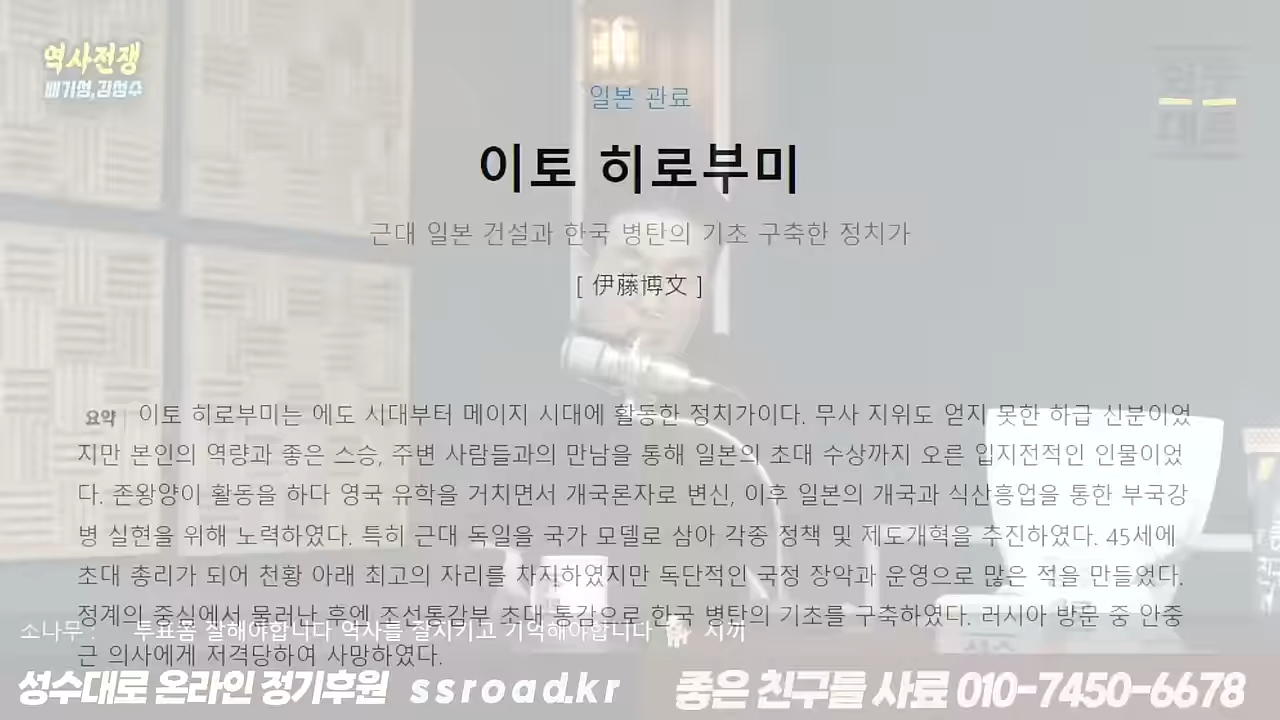 역사전쟁
배기성,김성수
일본 관료
이토 히로부미
근대 일본 건설과 한국 병탄의 기초 구축한 정치가
[ 伊藤博文 ]
요약 이토 히로부미는 에도 시대부터 메이지 시대에 활동한 정치가이다. 무사 지위도 얻지 못한 하급 신분이었
지만 본인의 역량과 좋은 스승, 주변 사람들과의 만남을 통해 일본의 초대 수상까지 오른 입지전적인 인물이었
다. 존왕양이 활동을 하다 영국 유학을 거치면서 개국론자로 변신, 이후 일본의 개국과 식산흥업을 통한 부국강
병 실현을 위해 노력하였다. 특히 근대 독일을 국가 모델로 삼아 각종 정책 및 제도개혁을 추진하였다. 45세에
초대 총리가 되어 천황 아래 최고의 자리를 차지하였지만 독단적인 국정 장악과 운영으로 많은 적을 만들었다.
정계의 중심에서 물러난 후엔 조선통감부 초대 통감으로 한국 병탄의 기초를 구축하였다. 러시아 방문 중 안중
소나무 : 투표좀 잘해야합니다 역사를 잘지키고 기억해야합니다
근 의사에게 저격당하여 사망하였다.
성수대로 온라인 정기후원 ssroad.kr
좋은 친구들 사료 010-7450-6678